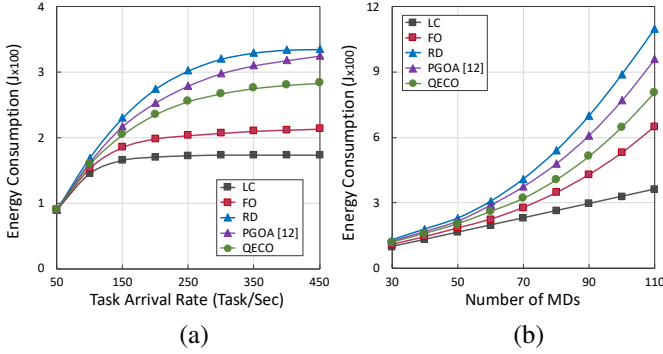 Energy Consumption (J×100)
4
3
2
1
0
50
150
250
350
450
Task Arrival Rate (Task/Sec)
LC
FO
RD
PGOA [12]
QECO
(a)
Energy Consumption (J×100)
12
9
6
3
0
30
50
70
90
110
Number of MDs
LC
FO
RD
PGOA [12]
QECO
(b)